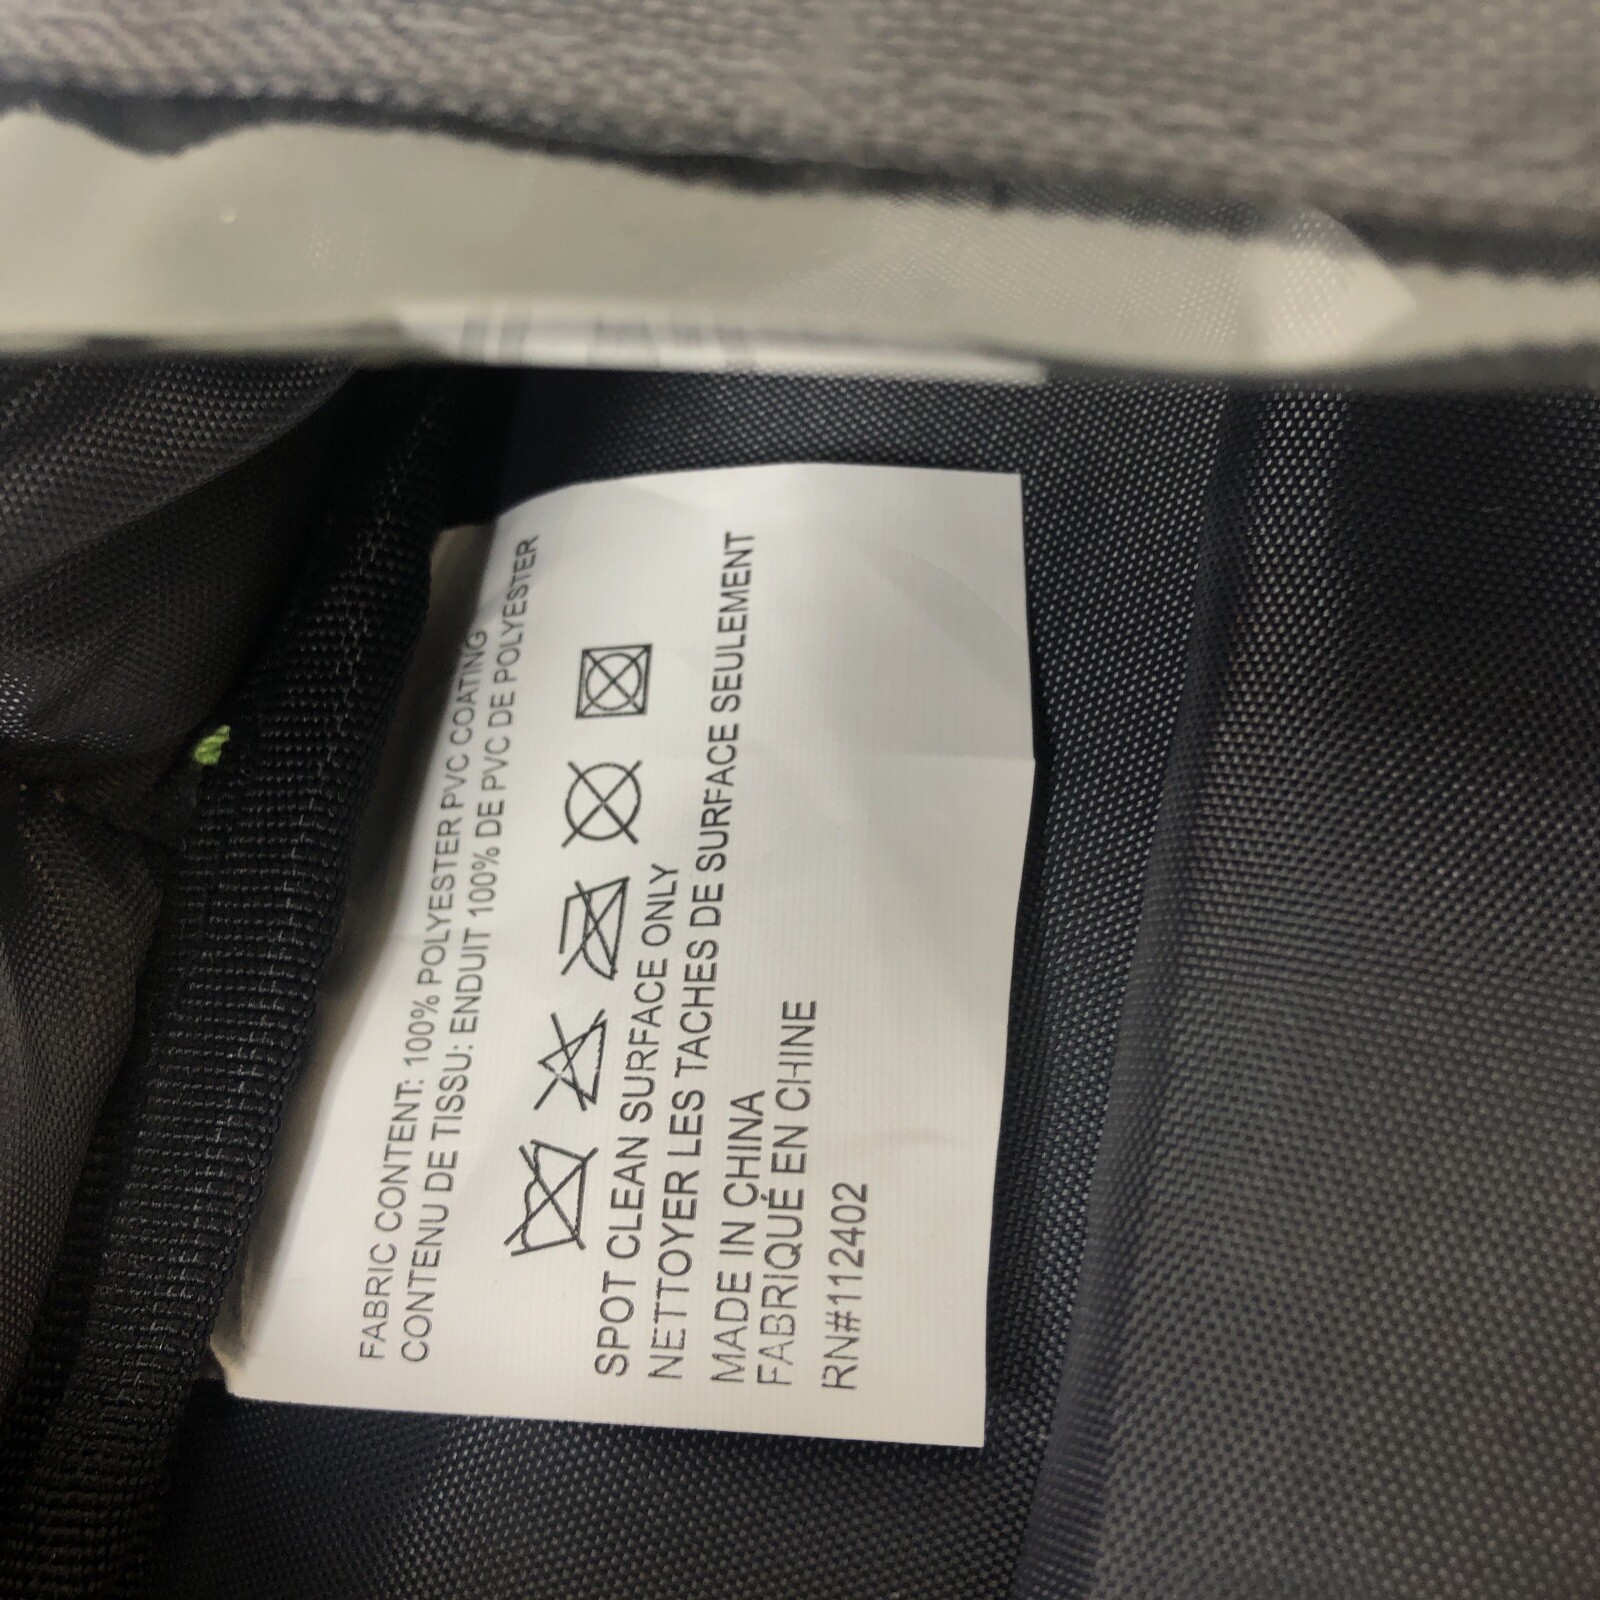 FABRIC CONTENT: 100% POLYESTER PVC COATING
CONTENU DE TISSU: ENDUIT 100% DE PVC DE POLYESTER
SPOT CLEAN SURFACE ONLY
NETTOYER LES TACHES DE SURFACE SEULEMENT
MADE IN CHINA
FABRIQUÉ EN CHINE
RN#112402